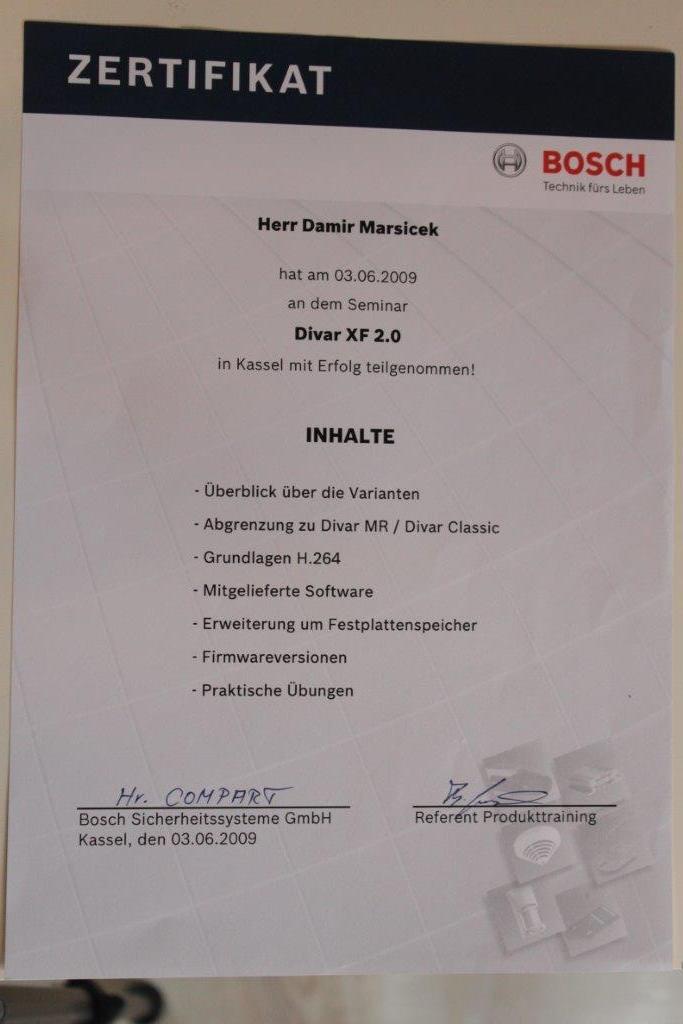 ZERTIFIKAT
BOSCH
Technik fürs Leben
Herr Damir Marsicek
hat am 03.06.2009
an dem Seminar
Divar XF 2.0
in Kassel mit Erfolg teilgenommen!
INHALTE
- Überblick über die Varianten
- Abgrenzung zu Divar MR / Divar Classic
- Grundlagen H.264
- Mitgelieferte Software
- Erweiterung um Festplattenspeicher
- Firmwareversionen
- Praktische Übungen
Hr. COMPART
Bosch Sicherheitssysteme GmbH
Referent Produkttraining
Kassel, den 03.06.2009